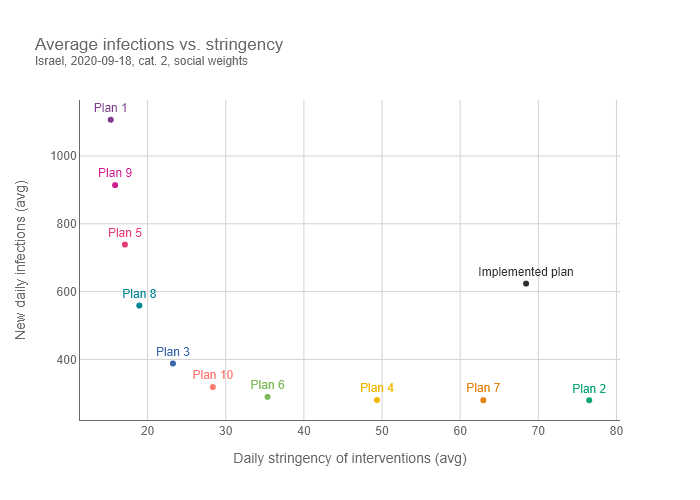 Average infections vs. stringency
Israel, 2020-09-18, cat. 2, social weights
Plan 1
1000
Plan 9
800
Plan 5
Implemented plan
600
Plan 8
400
Plan 3
Plan 10
Plan 6
Plan 4
Plan 7
Plan 2
New daily infections (avg)
20
30
40
50
60
70
80
Daily stringency of interventions (avg)